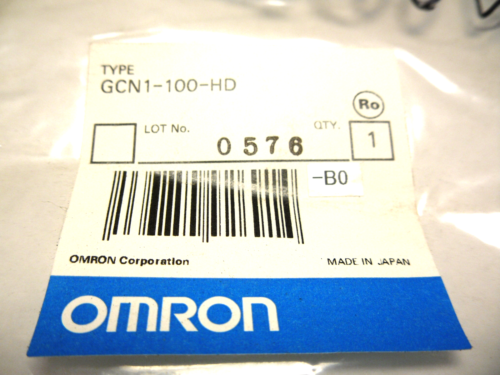 TYPE
GCN1-100-HD
Ro
LOT No. 0576 QTY. 1
-B0
OMRON Corporation MADE IN JAPAN
OMRON